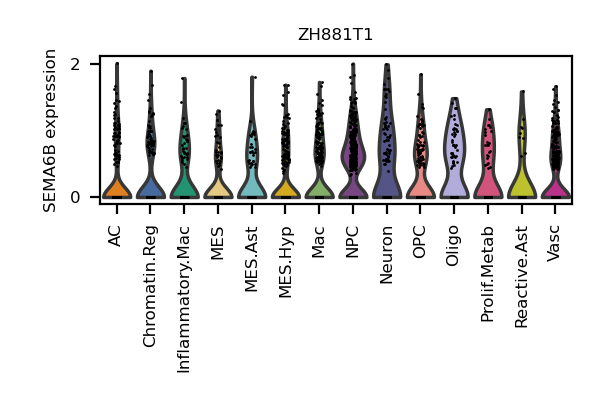 ZH881T1
SEMA6B expression
2
0
AC
Chromatin.Reg
Inflammatory.Mac
MES
MES.Ast
MES.Hyp
Mac
NPC
Neuron
OPC
Oligo
Prolif.Metab
Reactive.Ast
Vasc